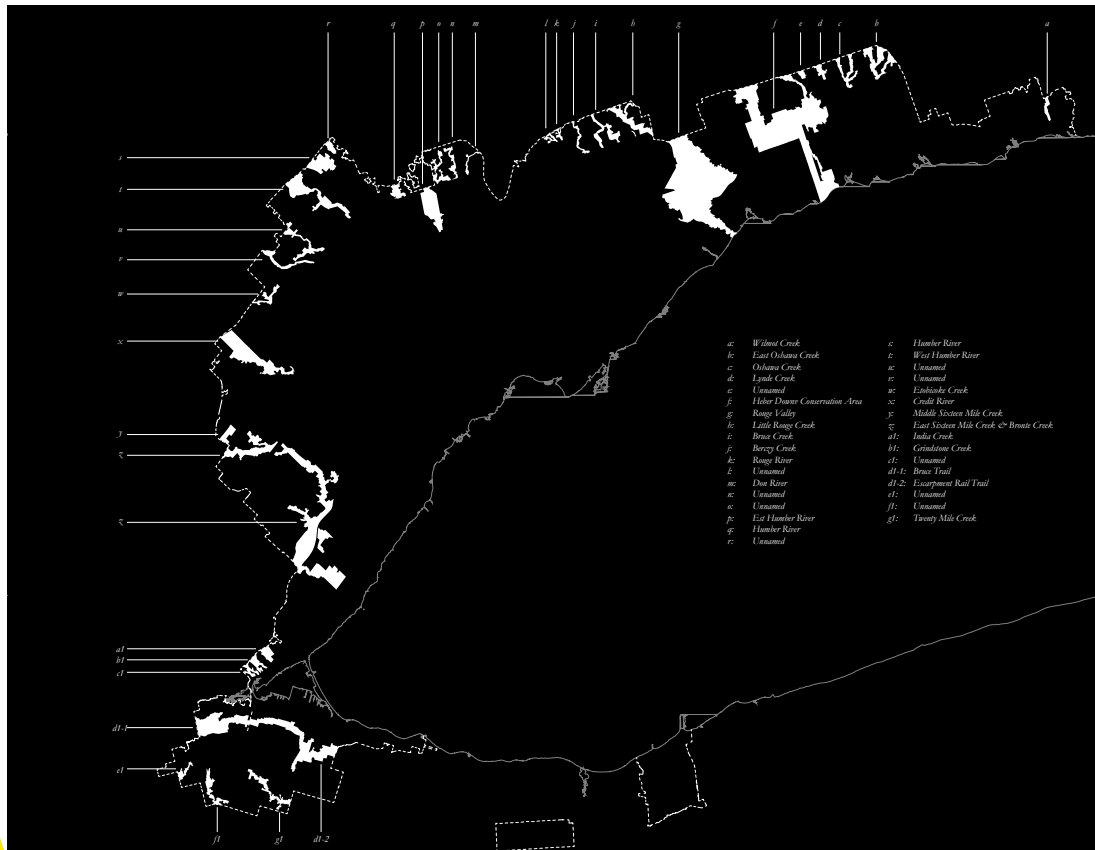 r q p o n m l k j i h g f e d c b a
s
t
u
v
w
x
y
z
z
a1
b1
c1
d1-1
e1
f1 g1 d1-2
a: Wilmot Creek
b: East Oshawa Creek
c: Oshawa Creek
d: Lynde Creek
e: Unnamed
f: Heber Downs Conservation Area
g: Rouge Valley
h: Little Rouge Creek
i: Bruce Creek
j: Berczy Creek
k: Rouge River
l: Unnamed
m: Don River
n: Unnamed
o: Unnamed
p: Est Humber River
q: Humber River
r: Unnamed
s: Humber River
t: West Humber River
u: Unnamed
v: Unnamed
w: Etobicoke Creek
x: Credit River
y: Middle Sixteen Mile Creek
z: East Sixteen Mile Creek & Bronte Creek
a1: India Creek
b1: Grindstone Creek
c1: Unnamed
d1-1: Bruce Trail
d1-2: Escarpment Rail Trail
e1: Unnamed
f1: Unnamed
g1: Twenty Mile Creek